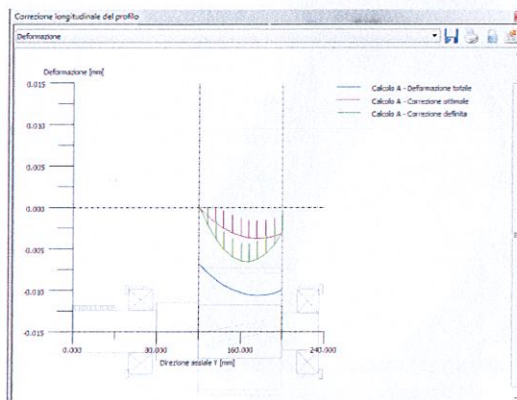 Correzione longitudinale del profilo
Deformazione
Deformazione [mm]
Calcolo A - Deformazione totale
Calcolo A - Correzione ottimale
Calcolo A - Correzione definita
0.015
0.010
0.005
0.000
-0.005
-0.010
-0.015
0.000
80.000
160.000
240.000
Direzione assiale Y [mm]